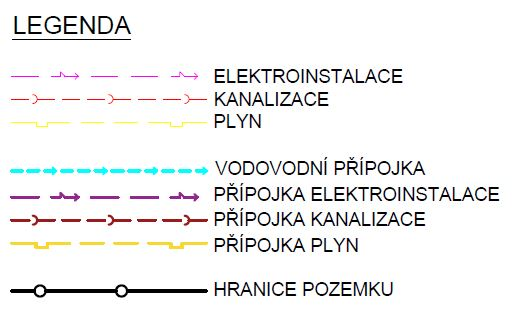 LEGENDA
ELEKTROINSTALACE
KANALIZACE
PLYN
VODOVODNÍ PŘÍPOJKA
PŘÍPOJKA ELEKTROINSTALACE
PŘÍPOJKA KANALIZACE
PŘÍPOJKA PLYN
HRANICE POZEMKU